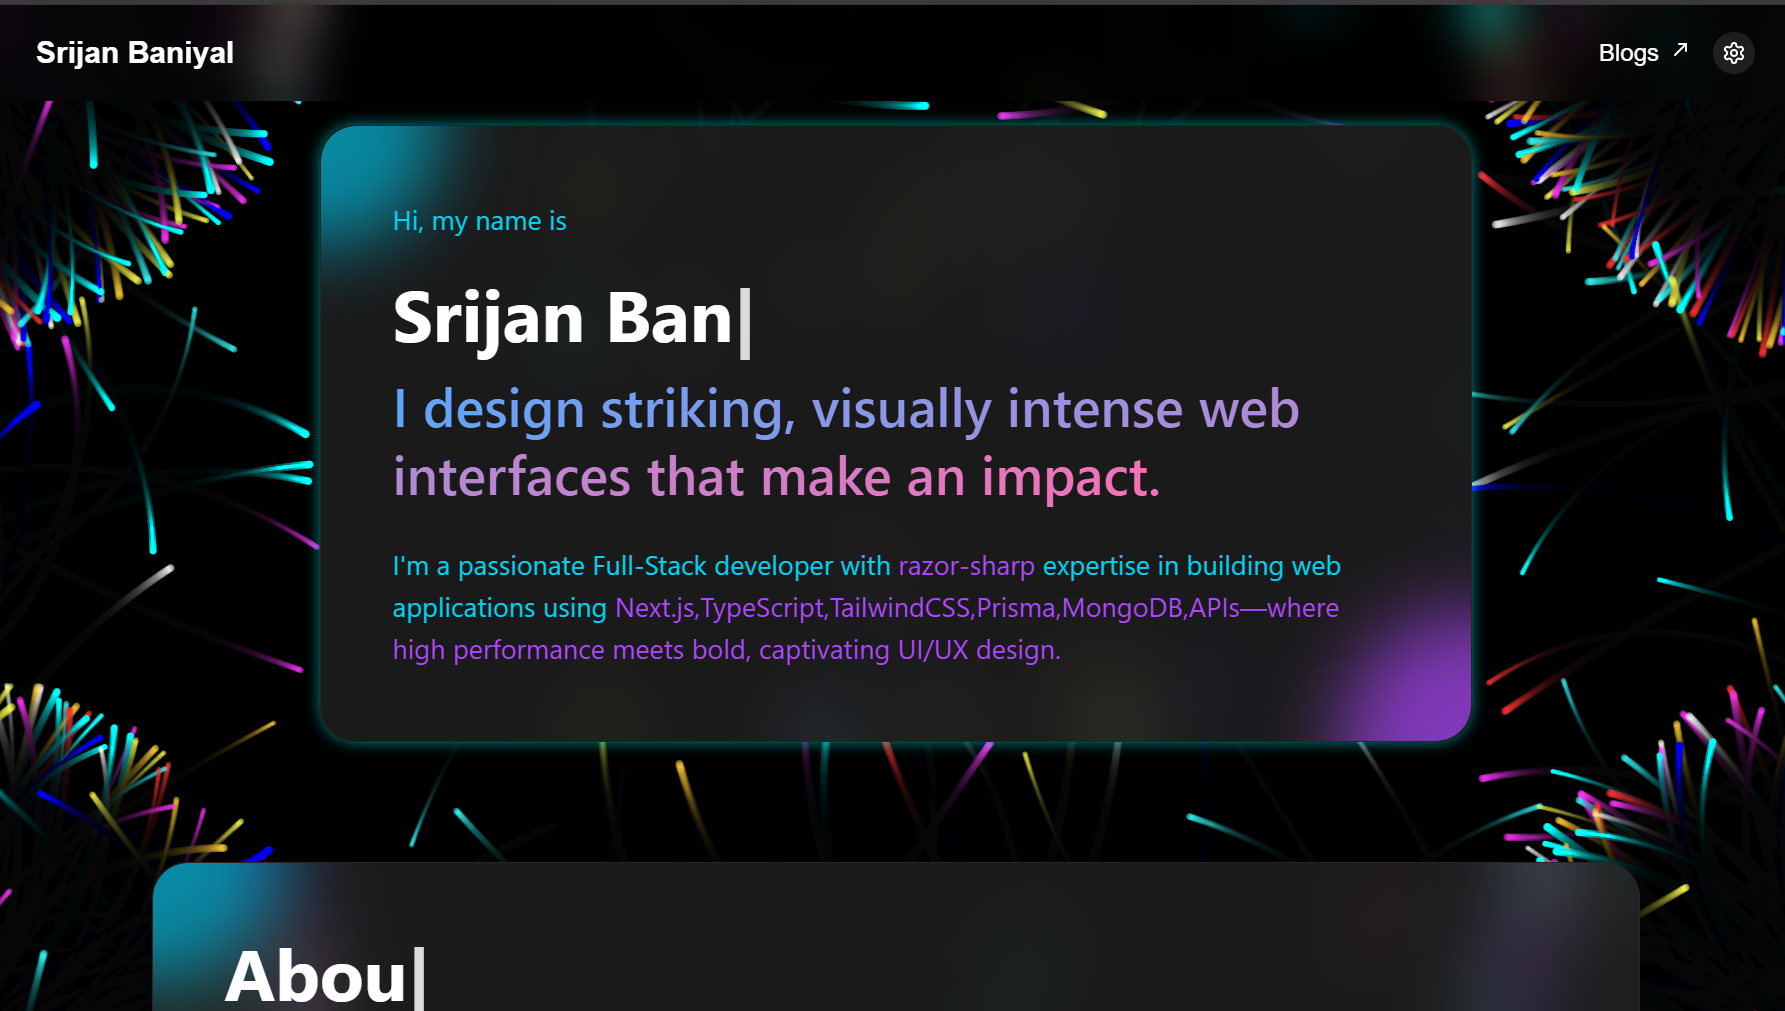 Srijan Baniyal
Blogs
Hi, my name is
Srijan Ban
I design striking, visually intense web
interfaces that make an impact.
I'm a passionate Full-Stack developer with razor-sharp expertise in building web
applications using Next.js,TypeScript,TailwindCSS,Prisma,MongoDB,APIs—where
high performance meets bold, captivating UI/UX design.
Abou